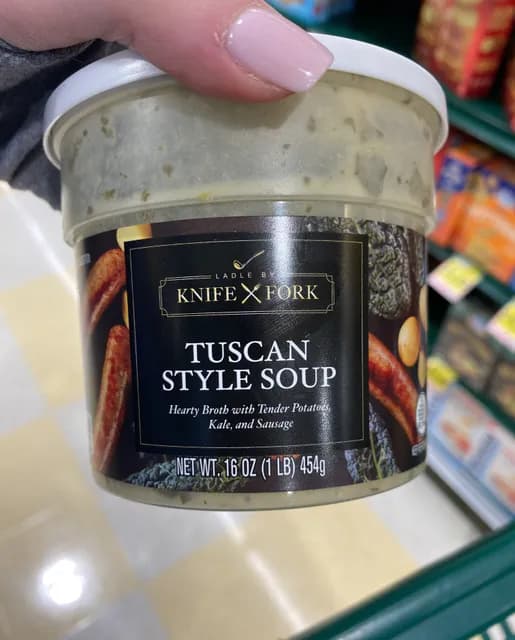 LADLE BY
KNIFE FORK
TUSCAN
STYLE SOUP
Hearty Broth with Tender Potatoes,
Kale, and Sausage
NET WT. 16 OZ (1 LB) 454g